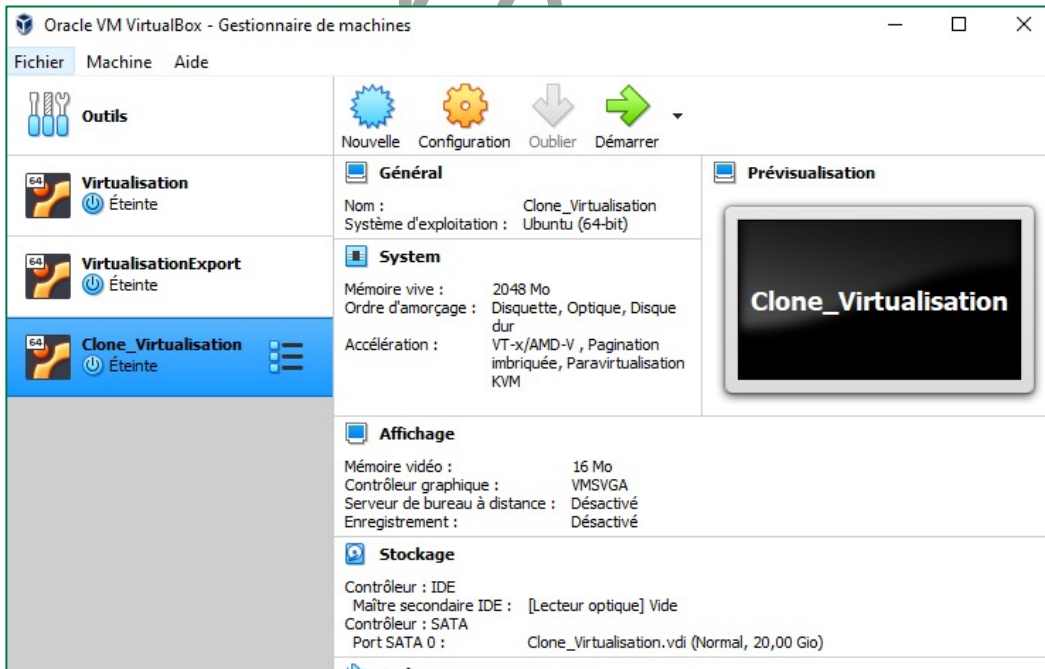 Oracle VM VirtualBox - Gestionnaire de machines
Fichier Machine Aide
Outils
Nouvelle Configuration Oublier Démarrer
64 Virtualisation
Éteinte
64 VirtualisationExport
Éteinte
64 Clone_Virtualisation
Éteinte
Général
Nom : Clone_Virtualisation
Système d'exploitation : Ubuntu (64-bit)
System
Mémoire vive : 2048 Mo
Ordre d'amorçage : Disquette, Optique, Disque
dur
Accélération : VT-x/AMD-V , Pagination
imbriquée, Paravirtualisation
KVM
Prévisualisation
Clone_Virtualisation
Affichage
Mémoire vidéo : 16 Mo
Contrôleur graphique : VMSVGA
Serveur de bureau à distance : Désactivé
Enregistrement : Désactivé
Stockage
Contrôleur : IDE
Maître secondaire IDE : [Lecteur optique] Vide
Contrôleur : SATA
Port SATA 0 : Clone_Virtualisation.vdi (Normal, 20,00 Gio)